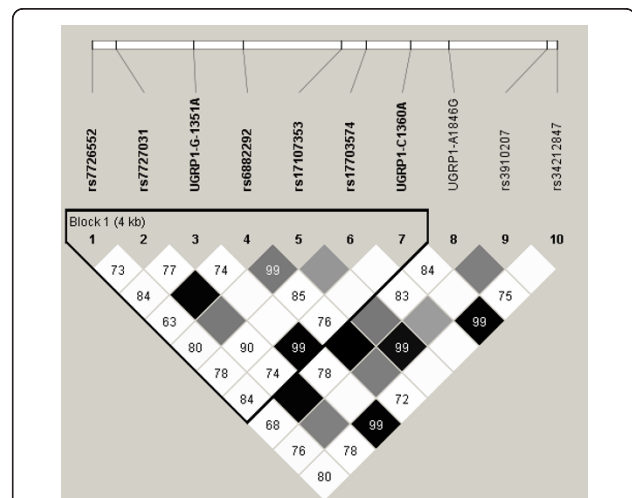 rs7726552
rs7727031
UGRP1-G-1351A
rs6882292
rs17107353
rs17703574
UGRP1-C1360A
UGRP1-A1846G
rs3910207
rs34212847
Block 1 (4 kb)
1 2 3 4 5 6 7 8 9 10
73 77 74 99 84
84 85 83 75
63 76 99
80 90 99 99
78 74 78
84 72
68 99
76 78
80